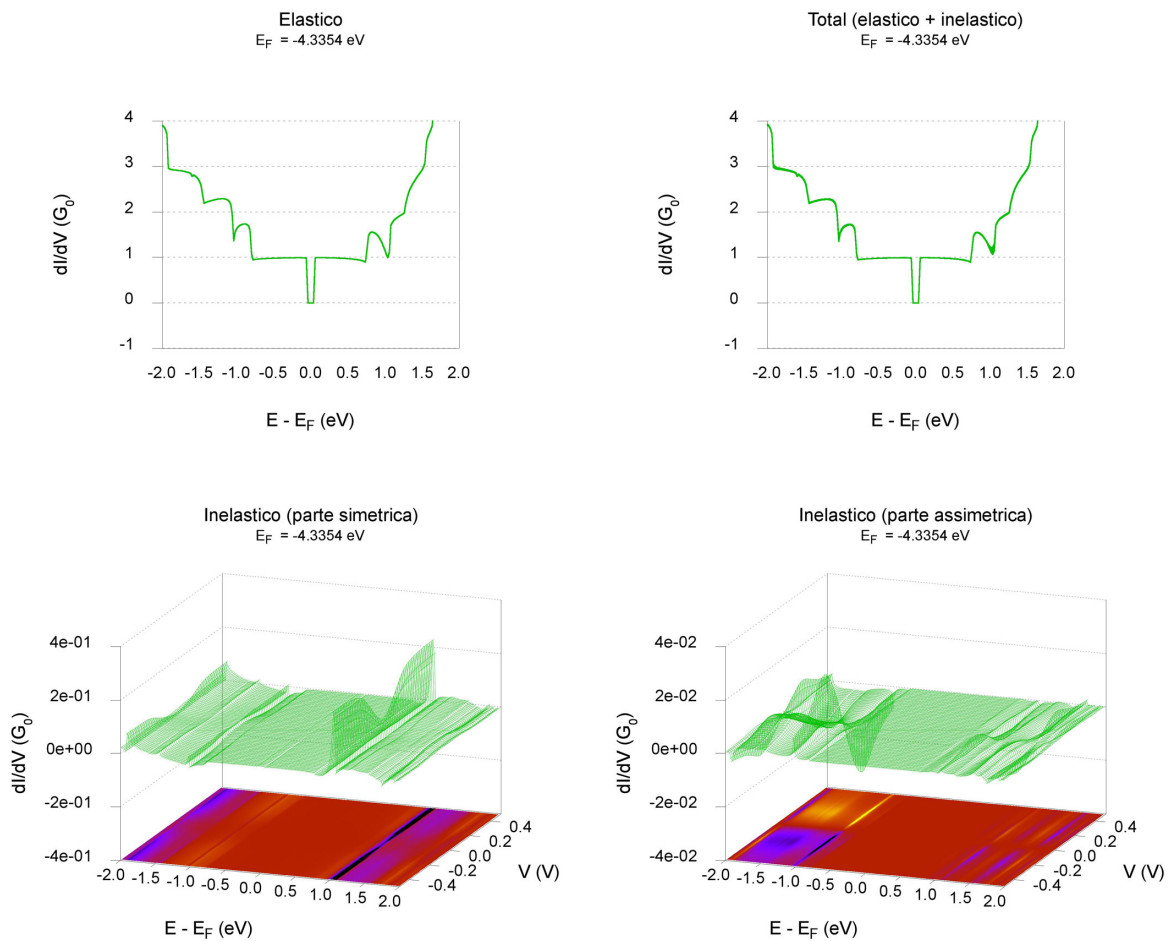 Elastico
E_F = -4.3354 eV
dI/dV (G_0)
4
3
2
1
0
-1
-2.0 -1.5 -1.0 -0.5 0.0 0.5 1.0 1.5 2.0
E - E_F (eV)
Total (elastico + inelastico)
E_F = -4.3354 eV
dI/dV (G_0)
4
3
2
1
0
-1
-2.0 -1.5 -1.0 -0.5 0.0 0.5 1.0 1.5 2.0
E - E_F (eV)
Inelastico (parte simetrica)
E_F = -4.3354 eV
dI/dV (G_0)
4e-01
2e-01
0e+00
-2e-01
-4e-01
-2.0 -1.5 -1.0 -0.5 0.0 0.5 1.0 1.5 2.0
E - E_F (eV)
0.4
0.2
0.0
-0.2
-0.4
V (V)
Inelastico (parte assimetrica)
E_F = -4.3354 eV
dI/dV (G_0)
4e-02
2e-02
0e+00
-2e-02
-4e-02
-2.0 -1.5 -1.0 -0.5 0.0 0.5 1.0 1.5 2.0
E - E_F (eV)
0.4
0.2
0.0
-0.2
-0.4
V (V)